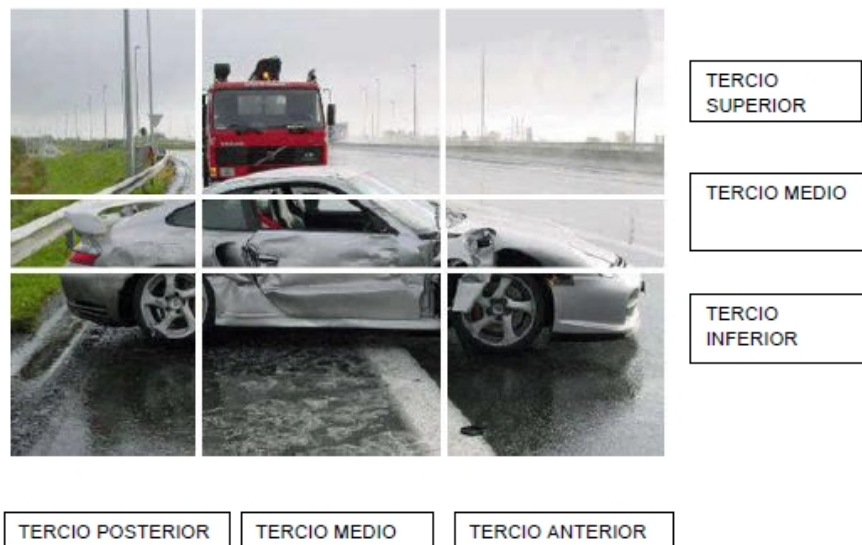 TERCIO
SUPERIOR
TERCIO MEDIO
TERCIO
INFERIOR
TERCIO POSTERIOR
TERCIO MEDIO
TERCIO ANTERIOR